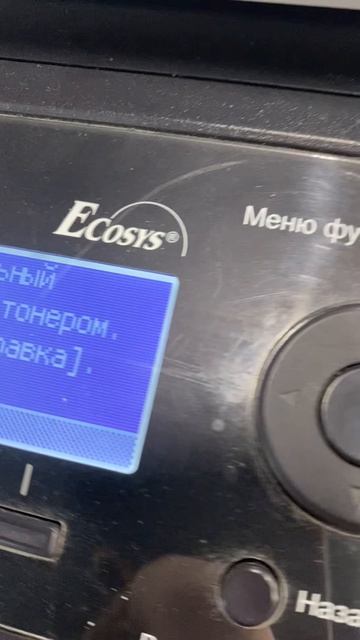 ECOSYS®
Меню фу
ьный
тонером.
равка].
Наза